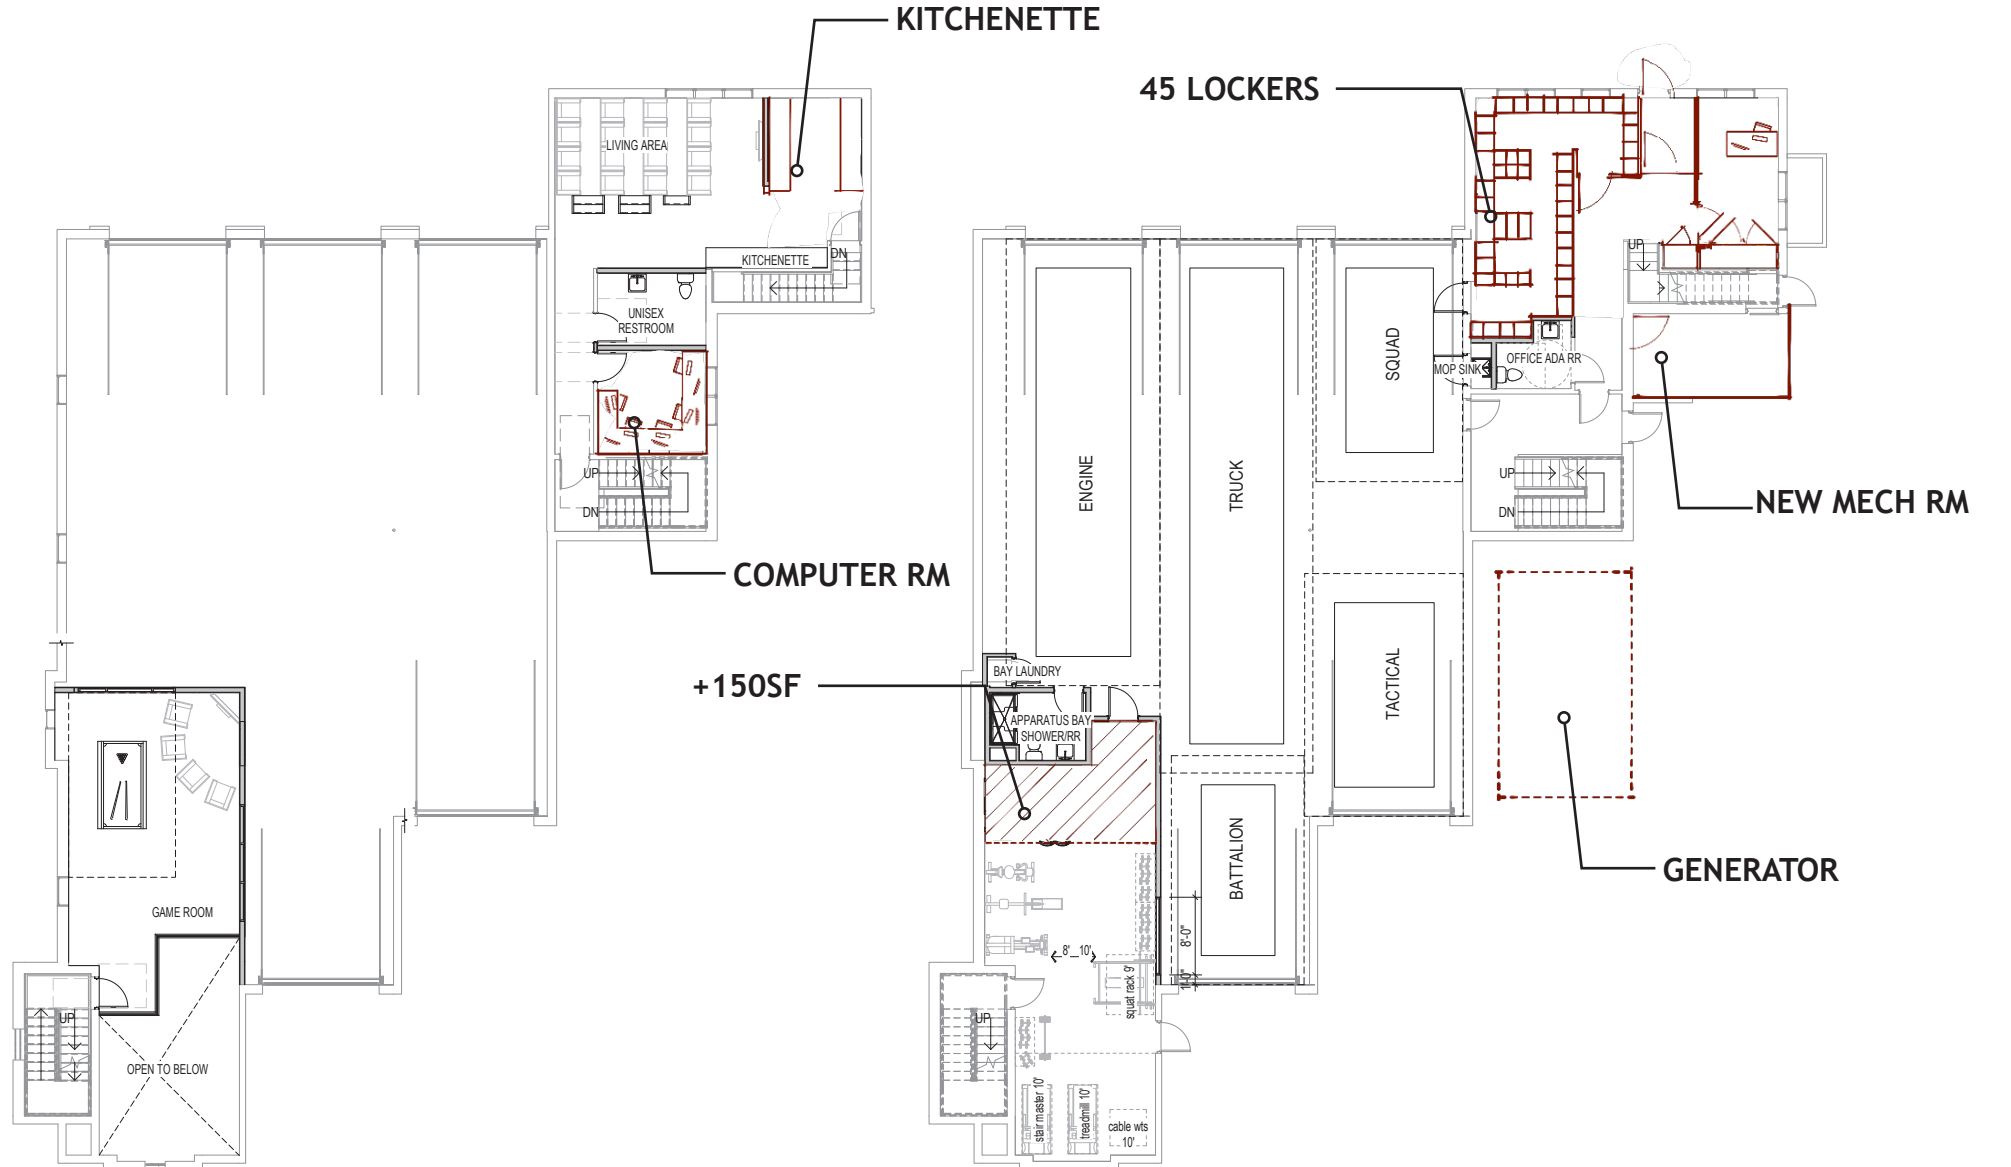 KITCHENETTE
45 LOCKERS
LIVING AREA
KITCHENETTE
DN
UNISEX
RESTROOM
UP
DN
COMPUTER RM
GAME ROOM
UP
OPEN TO BELOW
UP
SQUAD
MOP SINK
OFFICE ADA RR
ENGINE
TRUCK
UP
DN
NEW MECH RM
BAY LAUNDRY
+150SF
APPARATUS BAY
SHOWER/RR
TACTICAL
BATTALION
GENERATOR
8'-0"
1'-0"
8'
10'
squat rack 9'
UP
stair master 10'
treadmill 10'
cable wts
10'